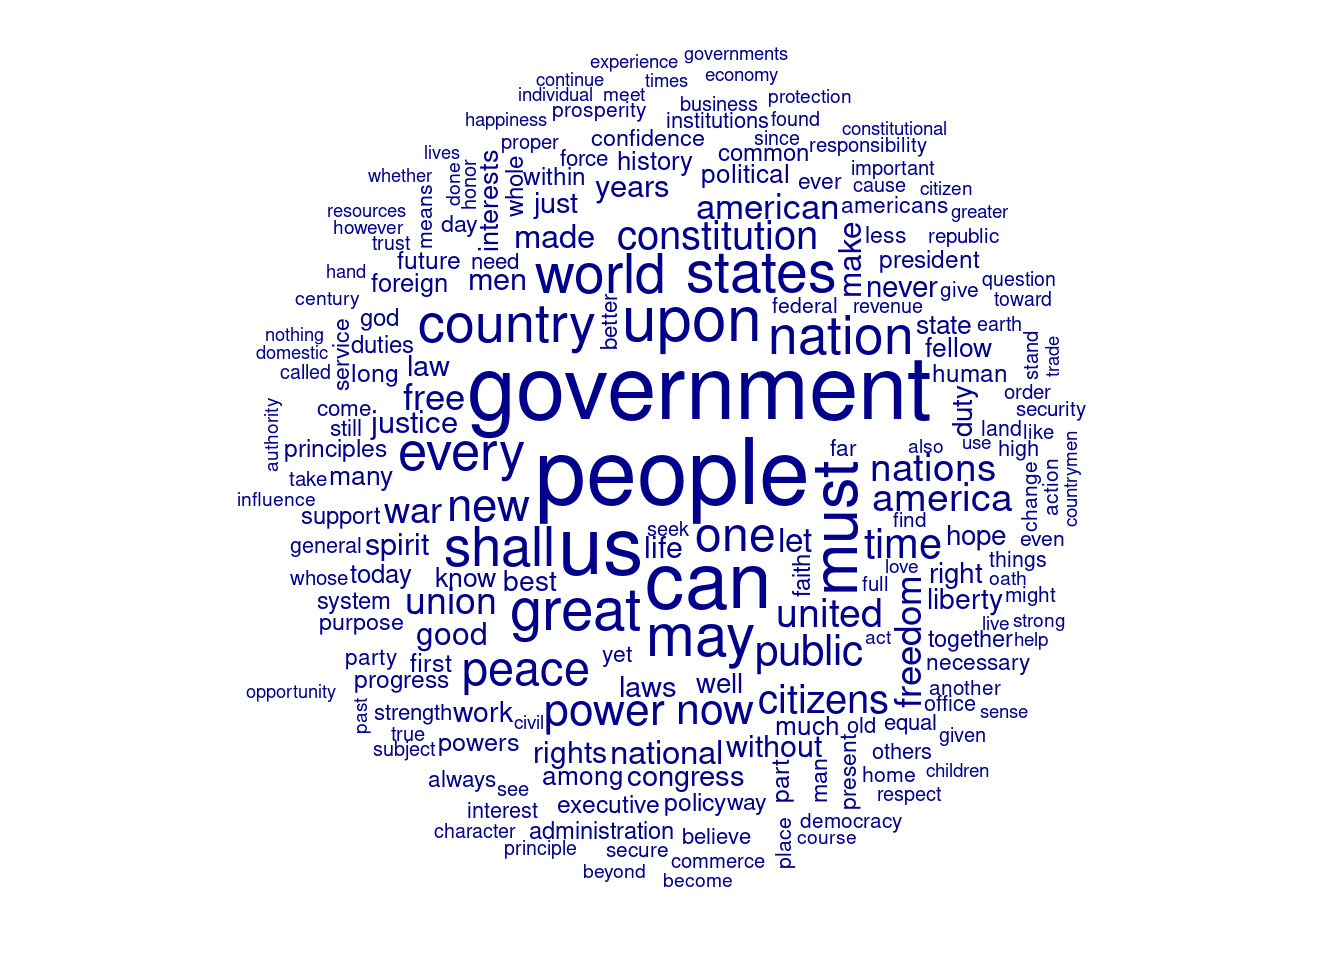 governments
experience
continue times economy
individual meet business protection
happiness prosperity institutions found constitutional
proper confidence since responsibility
lives force history common important
whether done honor whole within years political ever cause citizen
resources means interests just american americans greater
however day made constitution make less republic
trust future need world states president
hand foreign men never give question
century better federal revenue toward
god country upon nation state earth
nothing service duties fellow stand trade
domestic law human
called long free government duty order
authority come justice land like security
still every people must far also use high countrymen
principles nations change action
take many america
influence new
support war shall us seek one let time find hope even
general spirit life faith love right things
whose today know best can full oath might
system union great united freedom liberty live strong
purpose good may public act together help
party first peace yet necessary
progress laws well citizens another
opportunity past strength work civil power now office sense
true much old equal given
subject powers rights national without others
always see among congress part man present home children
interest executive policy way respect
character administration believe place democracy
principle secure course
beyond commerce
become